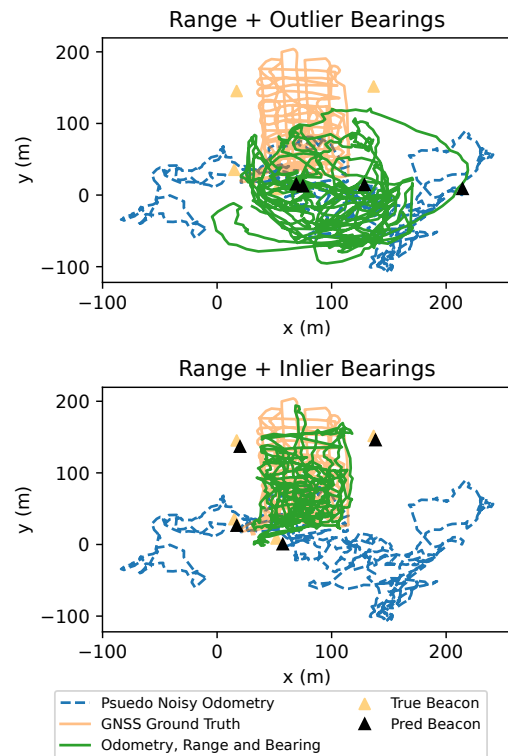 Range + Outlier Bearings
200
100
0
−100
y (m)
−100
0
100
200
x (m)
Range + Inlier Bearings
200
100
0
−100
y (m)
−100
0
100
200
x (m)
Psuedo Noisy Odometry
GNSS Ground Truth
Odometry, Range and Bearing
True Beacon
Pred Beacon